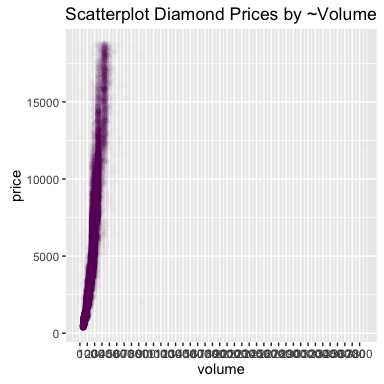 Scatterplot Diamond Prices by ~Volume
15000
10000
5000
0
price
volume